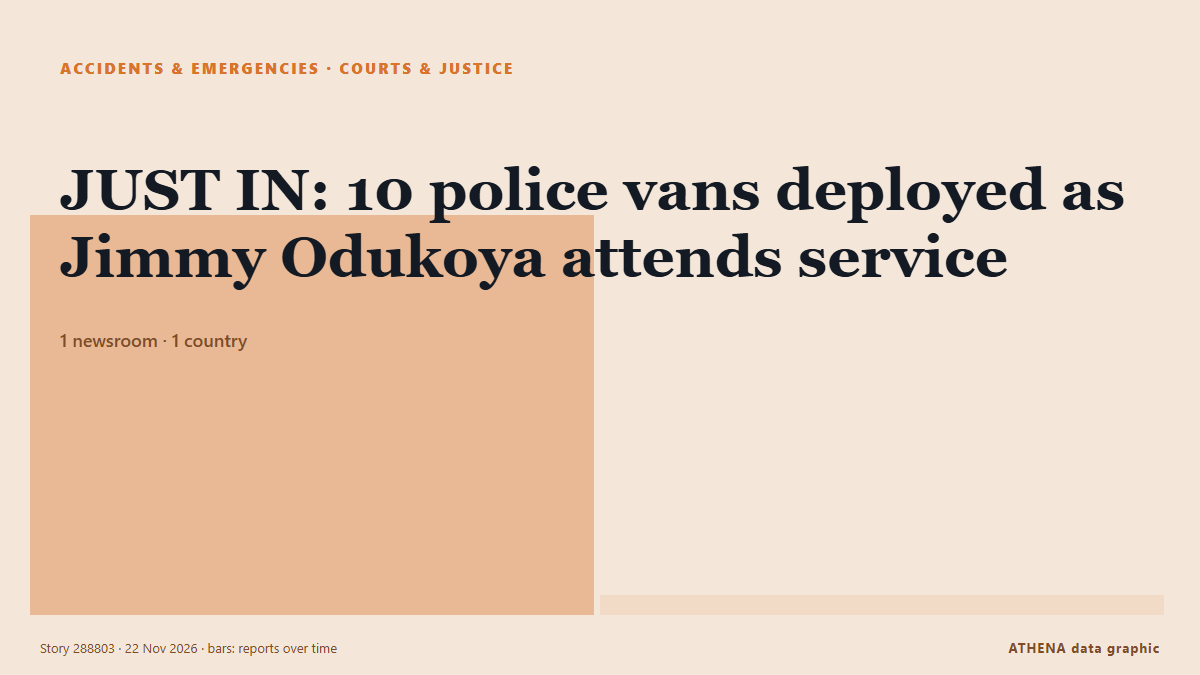 ACCIDENTS & EMERGENCIES · COURTS & JUSTICE
JUST IN: 10 police vans deployed as
Jimmy Odukoya attends service
1 newsroom · 1 country
Story 288803 · 22 Nov 2026 · bars: reports over time
ATHENA data graphic